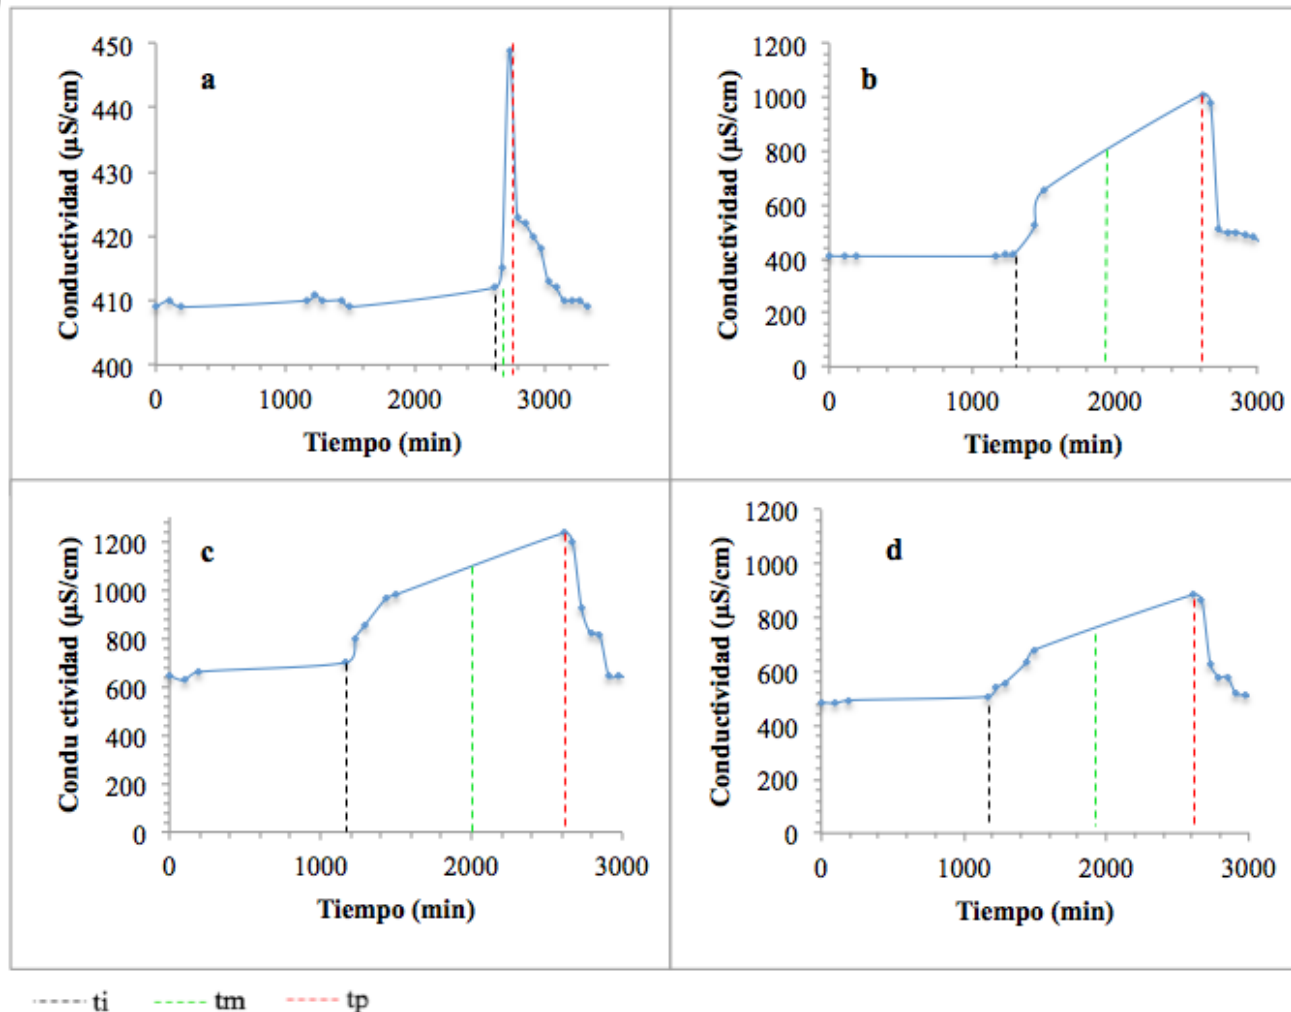 a
Conductividad (µS/cm)
450
440
430
420
410
400
0 1000 2000 3000
Tiempo (min)
b
Conductividad (µS/cm)
1200
1000
800
600
400
200
0
0 1000 2000 3000
Tiempo (min)
c
Condu ctividad (µS/cm)
1200
1000
800
600
400
200
0
0 1000 2000 3000
Tiempo (min)
d
Conductividad (µS/cm)
1200
1000
800
600
400
200
0
0 1000 2000 3000
Tiempo (min)
ti tm tp